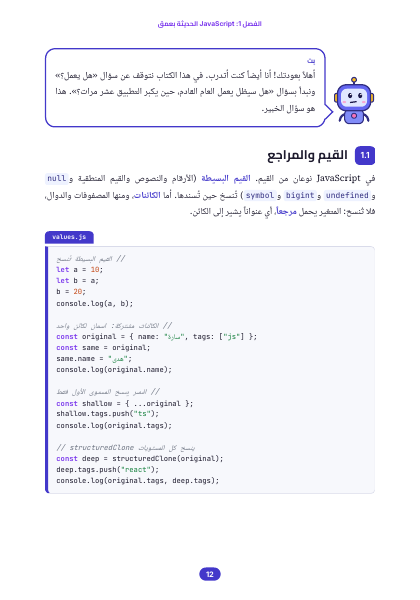 الفصل 1: JavaScript الحديثة بعمق
بت
أهلاً بعودتك! أنا أيضاً كنت أتدرب. في هذا الكتاب نتوقف عن سؤال «هل يعمل؟»
ونبدأ بسؤال «هل سيظل يعمل العام القادم، حين يكبر التطبيق عشر مرات؟». هذا
هو سؤال الخبير.
1.1 القيم والمراجع
في JavaScript نوعان من القيم. القيم البسيطة (الأرقام والنصوص والقيم المنطقية و null
و undefined و bigint و symbol) تُنسخ حين تُسندها. أما الكائنات، ومنها المصفوفات والدوال،
فلا تُنسخ: المتغير يحمل مرجعاً، أي عنواناً يشير إلى الكائن.
values.js
// القيم البسيطة تُنسخ
let a = 10;
let b = a;
b = 20;
console.log(a, b);
// الكائنات مشتركة: اسمان لكائن واحد
const original = { name: "سارة", tags: ["js"] };
const same = original;
same.name = "هدى";
console.log(original.name);
// النشر ينسخ المستوى الأول فقط
const shallow = { ...original };
shallow.tags.push("ts");
console.log(original.tags);
// structuredClone ينسخ كل المستويات
const deep = structuredClone(original);
deep.tags.push("react");
console.log(original.tags, deep.tags);
12